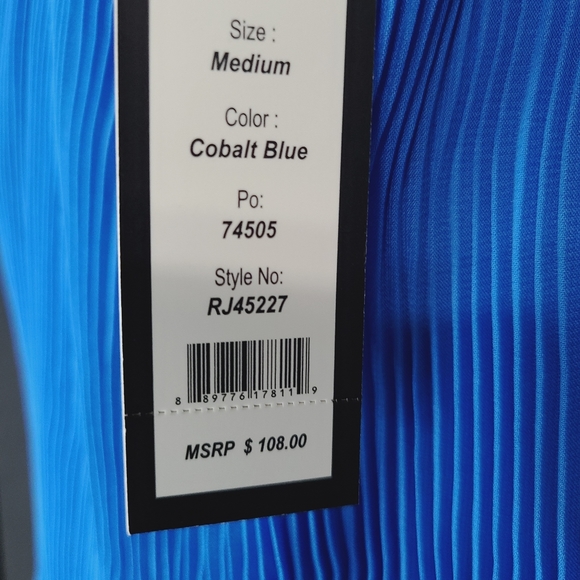 Size :
Medium
Color :
Cobalt Blue
Po:
74505
Style No:
RJ45227
8 89776 17811 9
MSRP $ 108.00